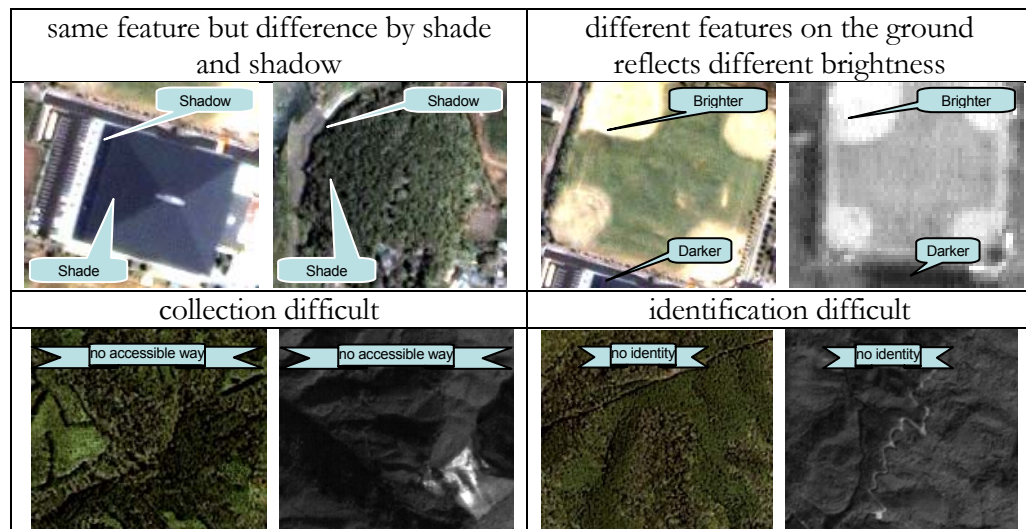 same feature but difference by shade
and shadow
different features on the ground
reflects different brightness
Shadow
Shadow
Brighter
Brighter
Shade
Shade
Darker
Darker
collection difficult
identification difficult
no accessible way
no accessible way
no identity
no identity